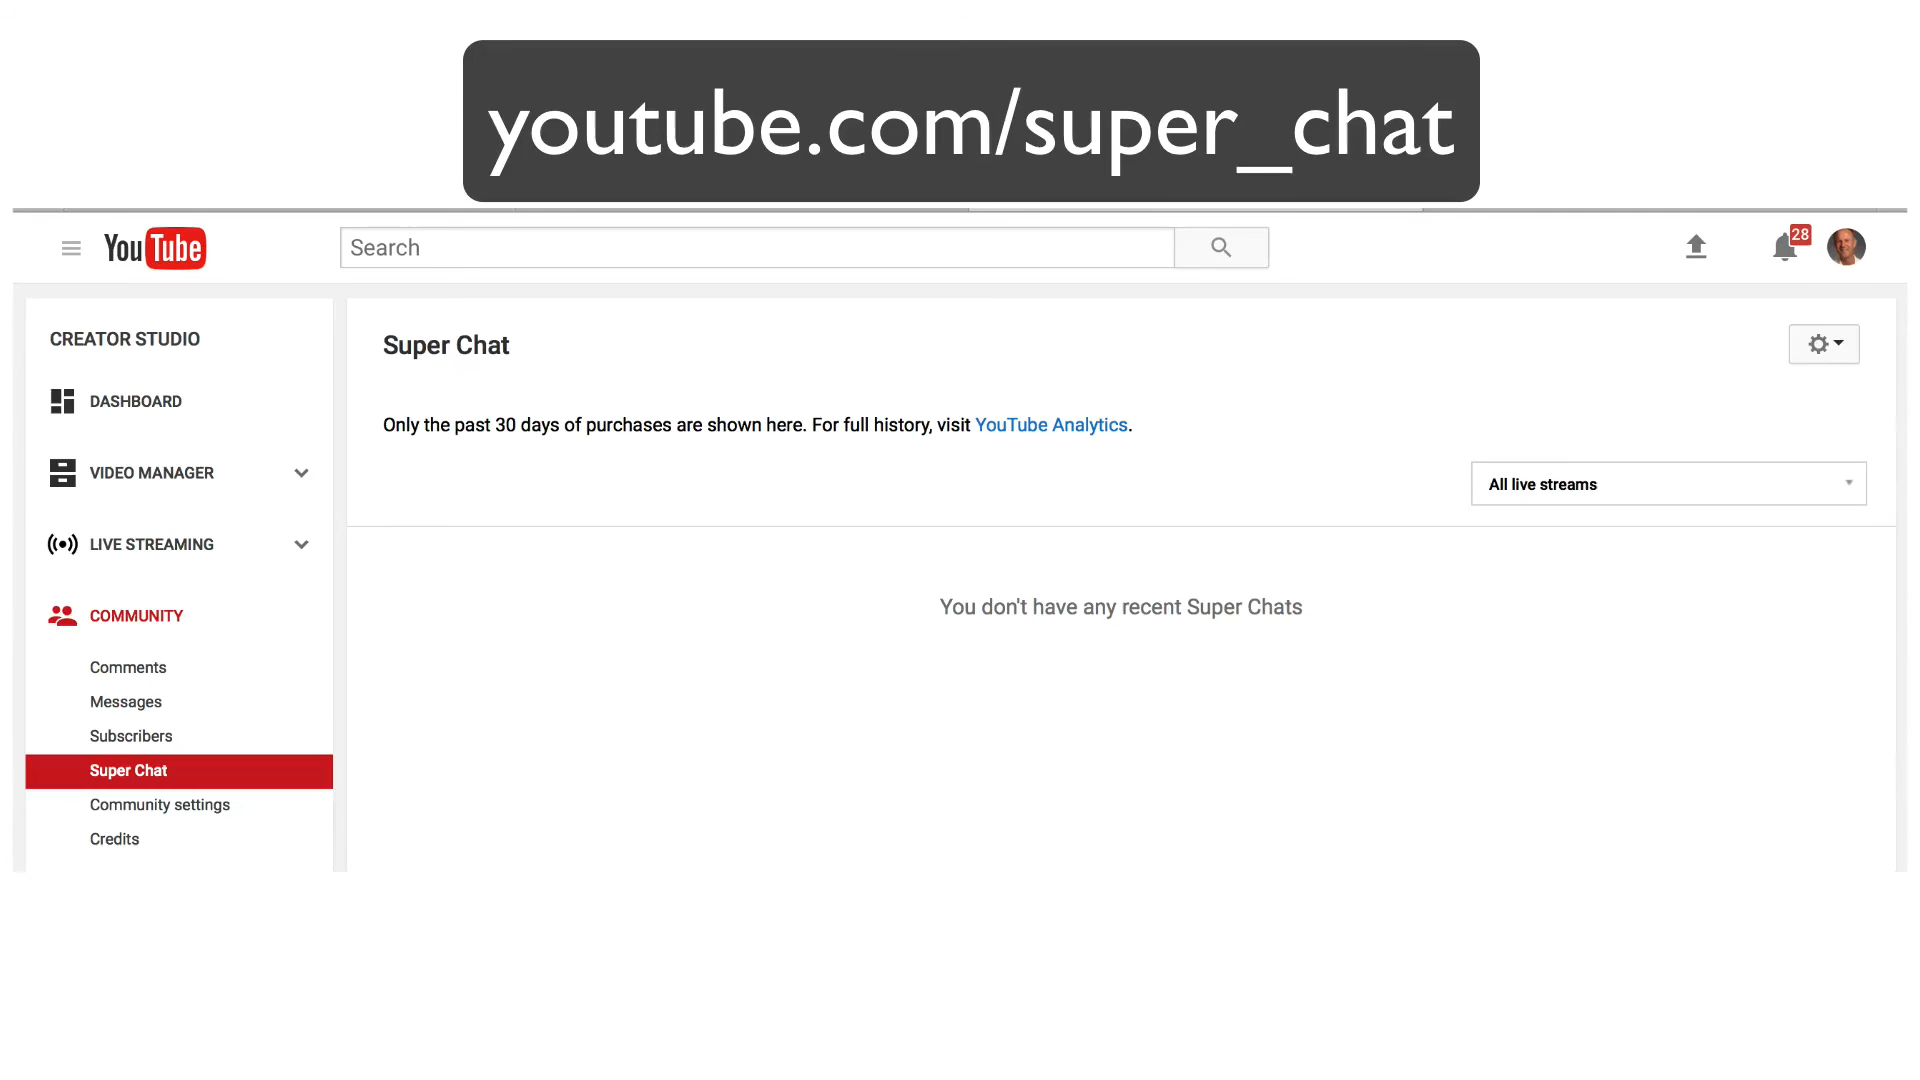 youtube.com/super_chat
YouTube
Search
28
CREATOR STUDIO
DASHBOARD
VIDEO MANAGER
LIVE STREAMING
COMMUNITY
Comments
Messages
Subscribers
Super Chat
Community settings
Credits
Super Chat
Only the past 30 days of purchases are shown here. For full history, visit YouTube Analytics.
All live streams
You don't have any recent Super Chats